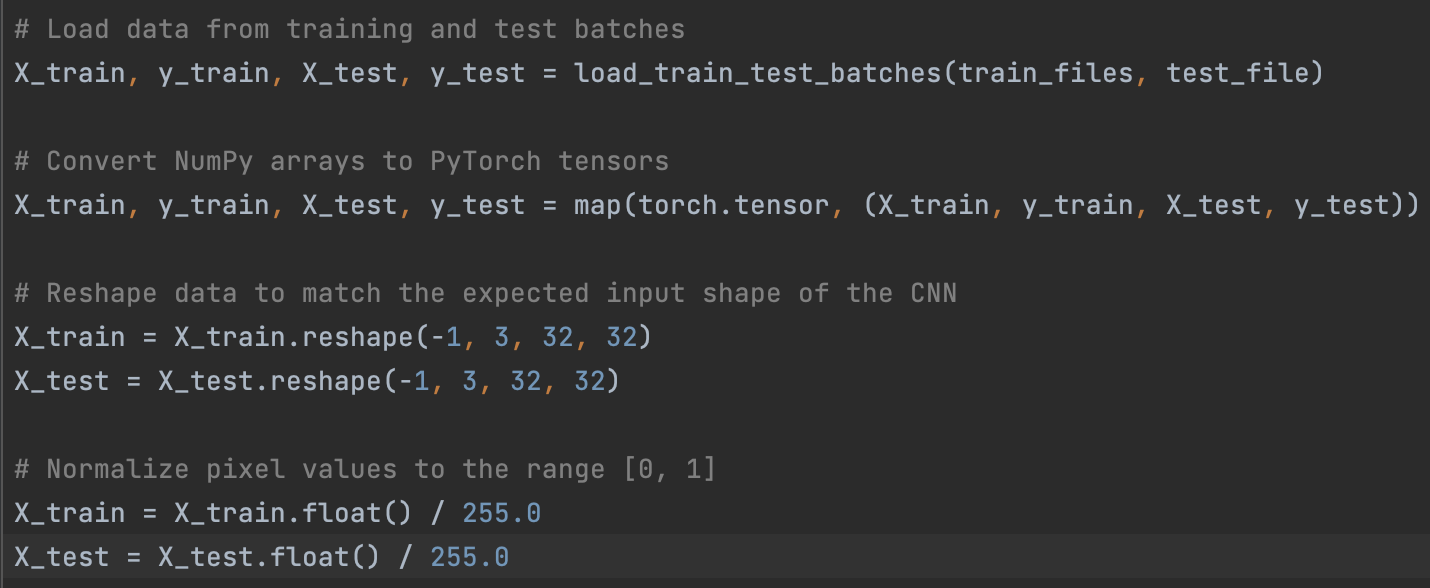 # Load data from training and test batches
X_train, y_train, X_test, y_test = load_train_test_batches(train_files, test_file)
# Convert NumPy arrays to PyTorch tensors
X_train, y_train, X_test, y_test = map(torch.tensor, (X_train, y_train, X_test, y_test))
# Reshape data to match the expected input shape of the CNN
X_train = X_train.reshape(-1, 3, 32, 32)
X_test = X_test.reshape(-1, 3, 32, 32)
# Normalize pixel values to the range [0, 1]
X_train = X_train.float() / 255.0
X_test = X_test.float() / 255.0